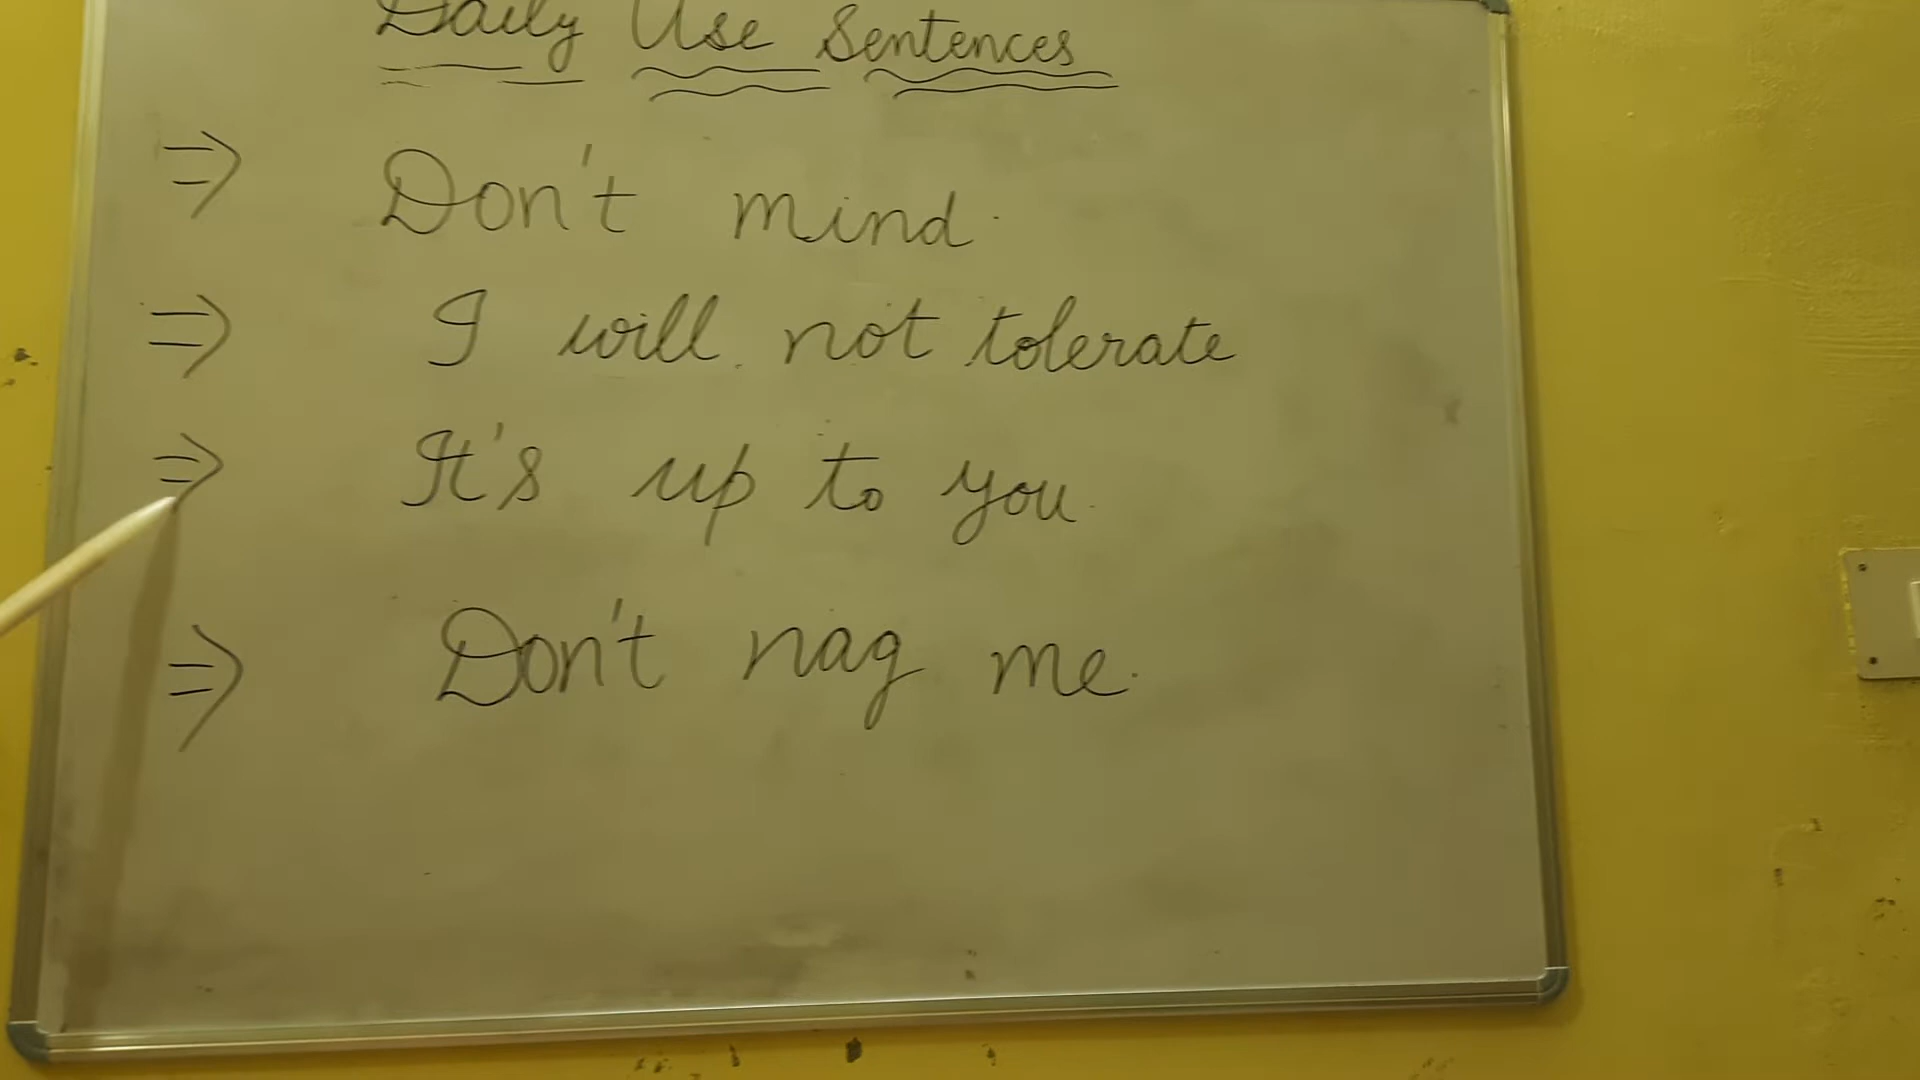 Daily Use Sentences
⇒ Don't mind.
⇒ I will not tolerate
⇒ It's up to you.
⇒ Don't nag me.